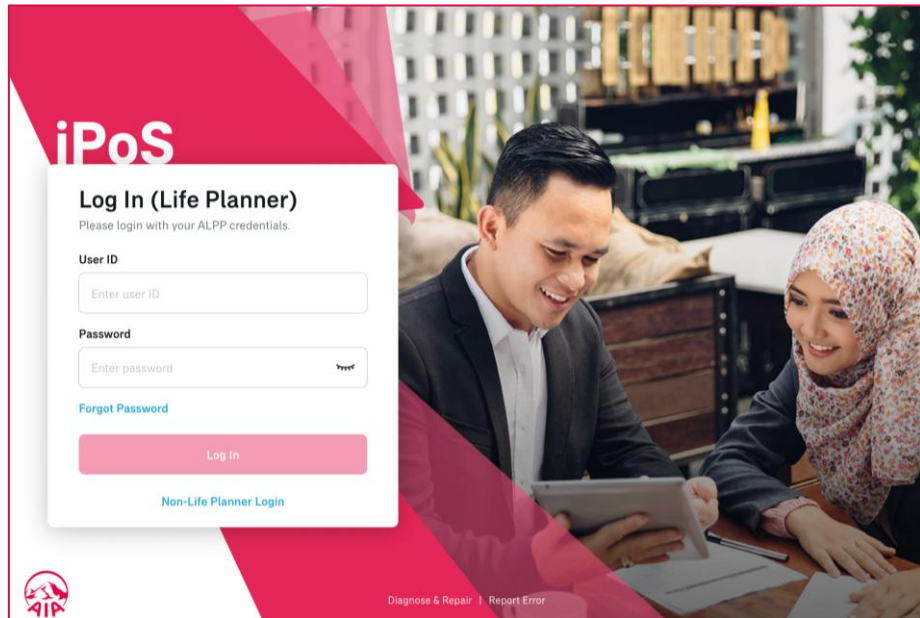 iPoS
Log In (Life Planner)
Please login with your ALPP credentials.
User ID
Enter user ID
Password
Enter password
Forgot Password
Log In
Non-Life Planner Login
AIA
Diagnose & Repair | Report Error